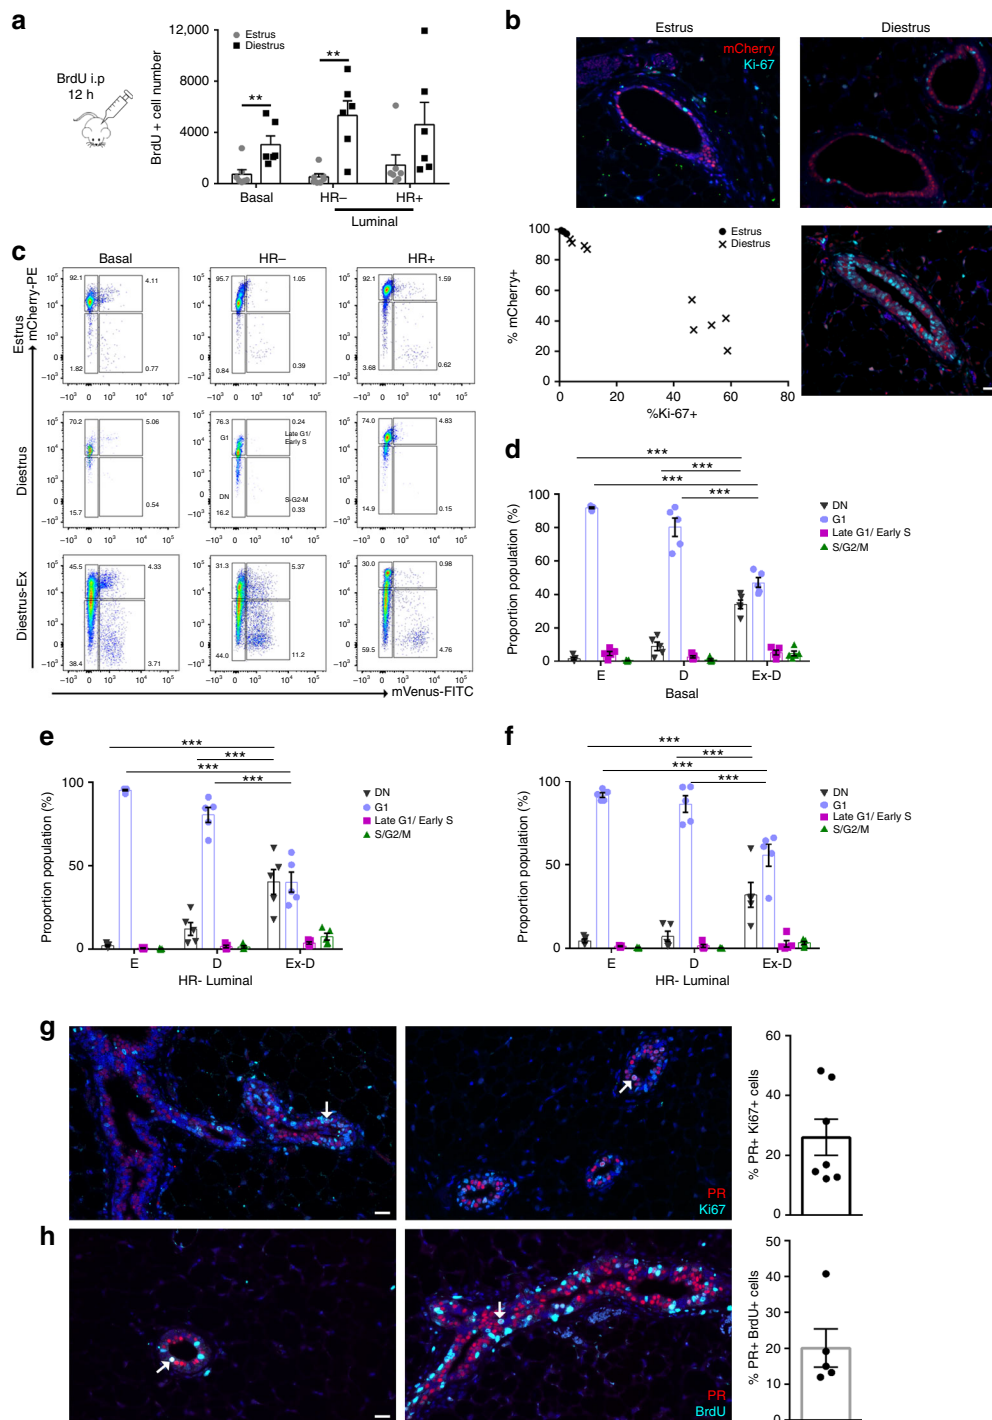 a
BrdU i.p
12 h
BrdU + cell number
12,000
8000
4000
0
Estrus
Diestrus
**
**
Basal
HR–
HR+
Luminal
b
Estrus
Diestrus
mCherry
Ki-67
% mCherry+
100
80
60
40
20
0
Estrus
Diestrus
0
20
40
60
80
%Ki-67+
c
Basal
HR–
HR+
Estrus
mCherry-PE
92.1
4.11
1.82
0.77
95.7
1.05
0.84
0.39
92.1
1.59
3.68
0.62
Diestrus
70.2
5.06
15.7
0.54
76.3
0.24
G1
Late G1/
Early S
DN
S-G2-M
16.2
0.33
74.0
4.83
14.9
0.15
Diestrus-Ex
45.5
4.33
38.4
3.71
31.3
5.37
44.0
11.2
30.0
0.98
59.5
4.76
mVenus-FITC
d
Proportion population (%)
100
80
60
40
20
0
***
***
***
***
DN
G1
Late G1/ Early S
S/G2/M
E
D
Ex-D
Basal
e
Proportion population (%)
100
50
0
***
***
***
***
DN
G1
Late G1/ Early S
S/G2/M
E
D
Ex-D
HR- Luminal
f
Proportion population (%)
100
50
0
***
***
***
***
DN
G1
Late G1/ Early S
S/G2/M
E
D
Ex-D
HR- Luminal
g
PR
Ki67
% PR+ Ki67+ cells
60
40
20
0
h
PR
BrdU
% PR+ BrdU+ cells
50
40
30
20
10
0